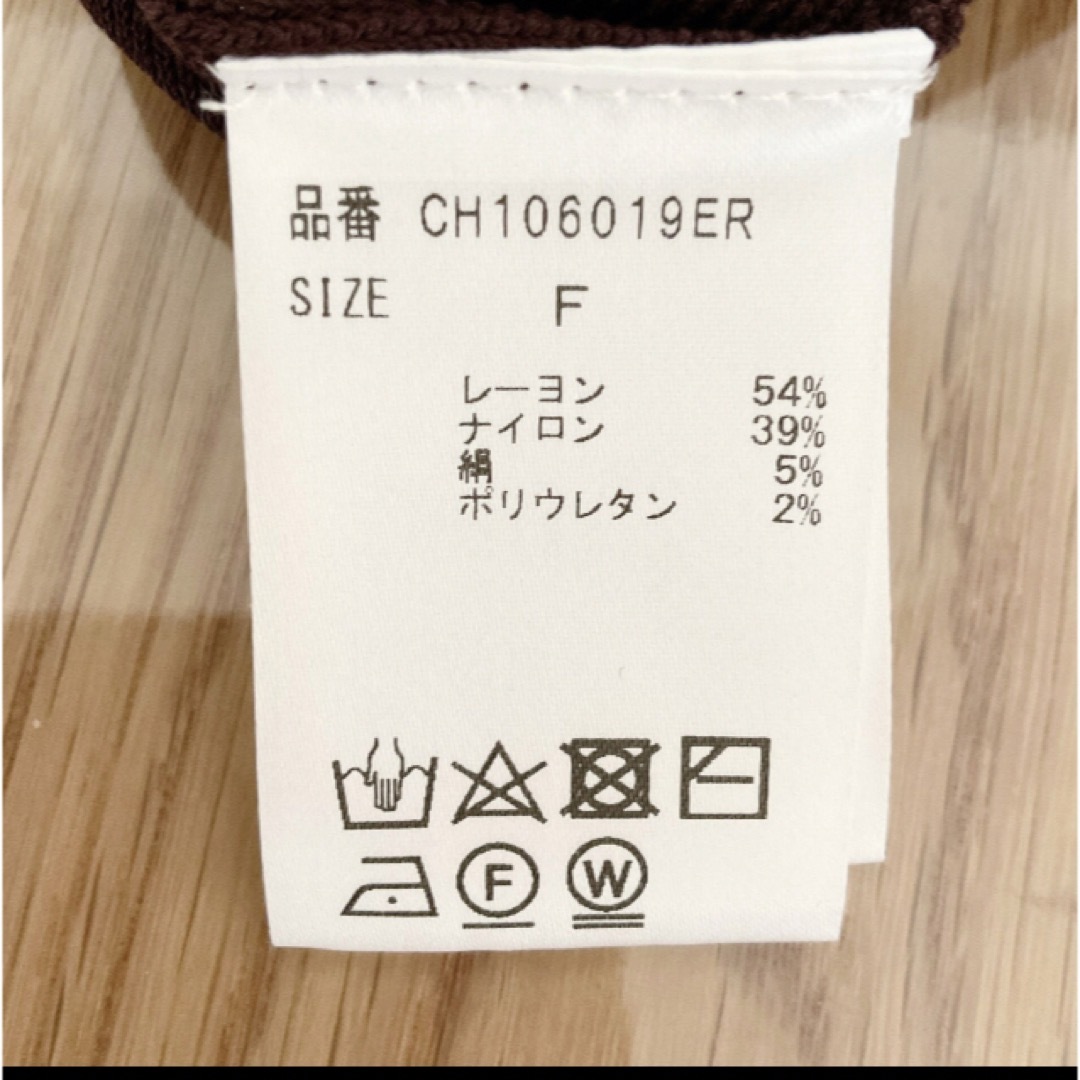 品番 CH106019ER
SIZE F
レーヨン 54%
ナイロン 39%
絹 5%
ポリウレタン 2%
F W